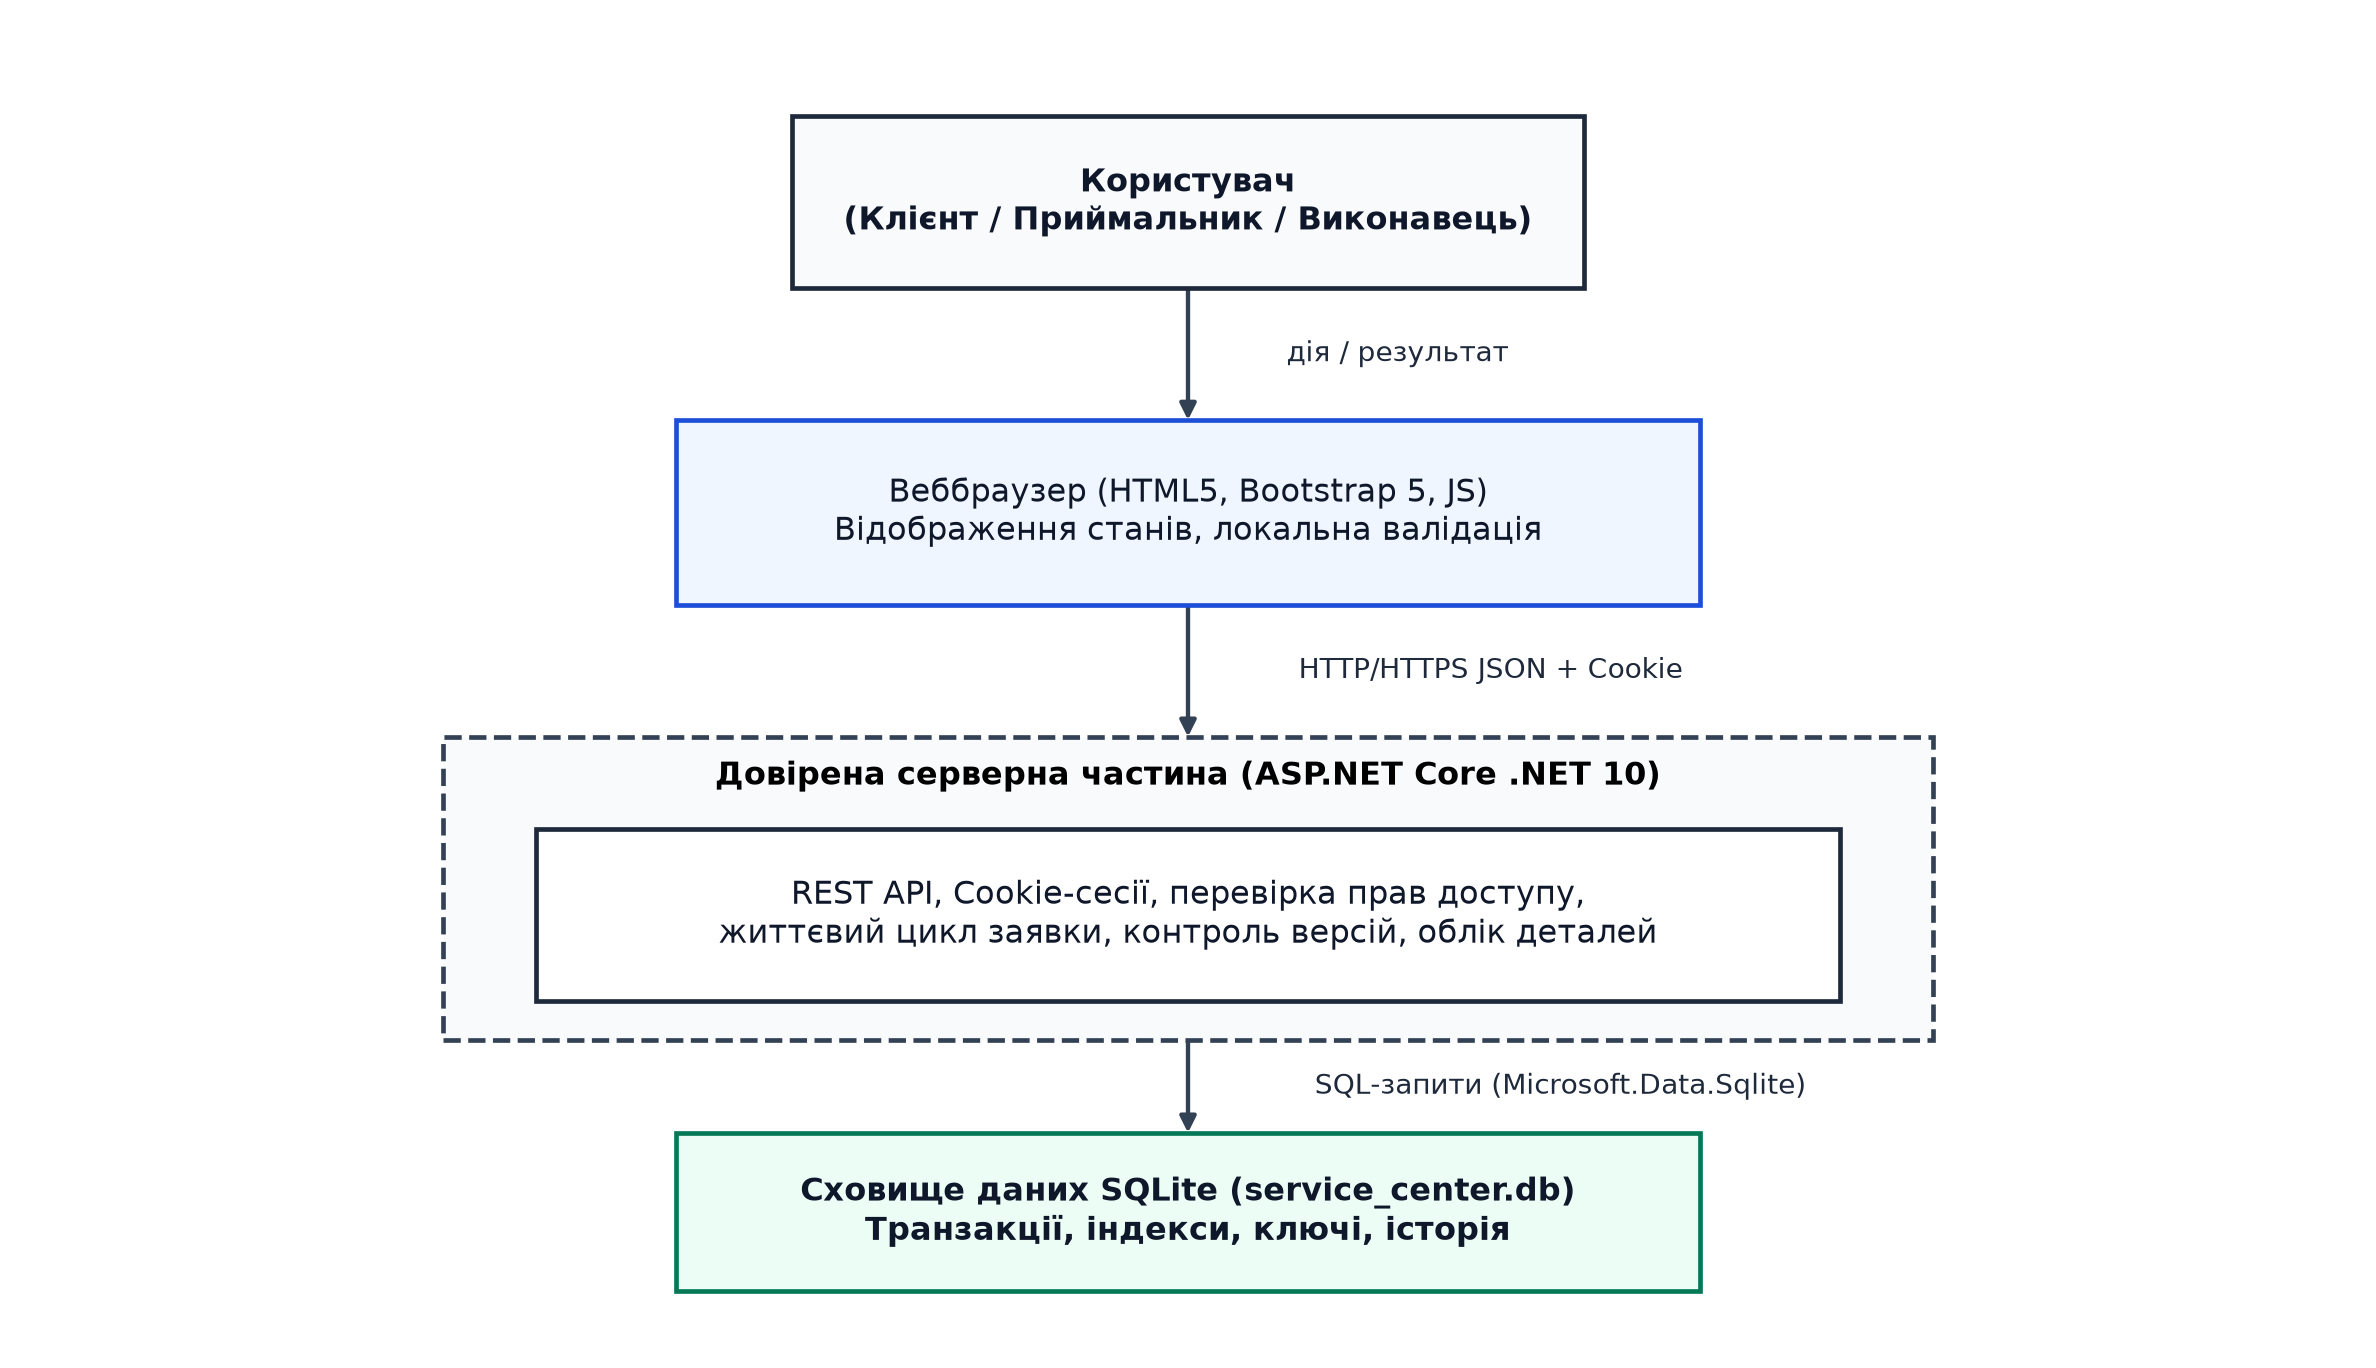 Користувач
(Клієнт / Приймальник / Виконавець)
дія / результат
Веббраузер (HTML5, Bootstrap 5, JS)
Відображення станів, локальна валідація
HTTP/HTTPS JSON + Cookie
Довірена серверна частина (ASP.NET Core .NET 10)
REST API, Cookie-сесії, перевірка прав доступу,
життєвий цикл заявки, контроль версій, облік деталей
SQL-запити (Microsoft.Data.Sqlite)
Сховище даних SQLite (service_center.db)
Транзакції, індекси, ключі, історія